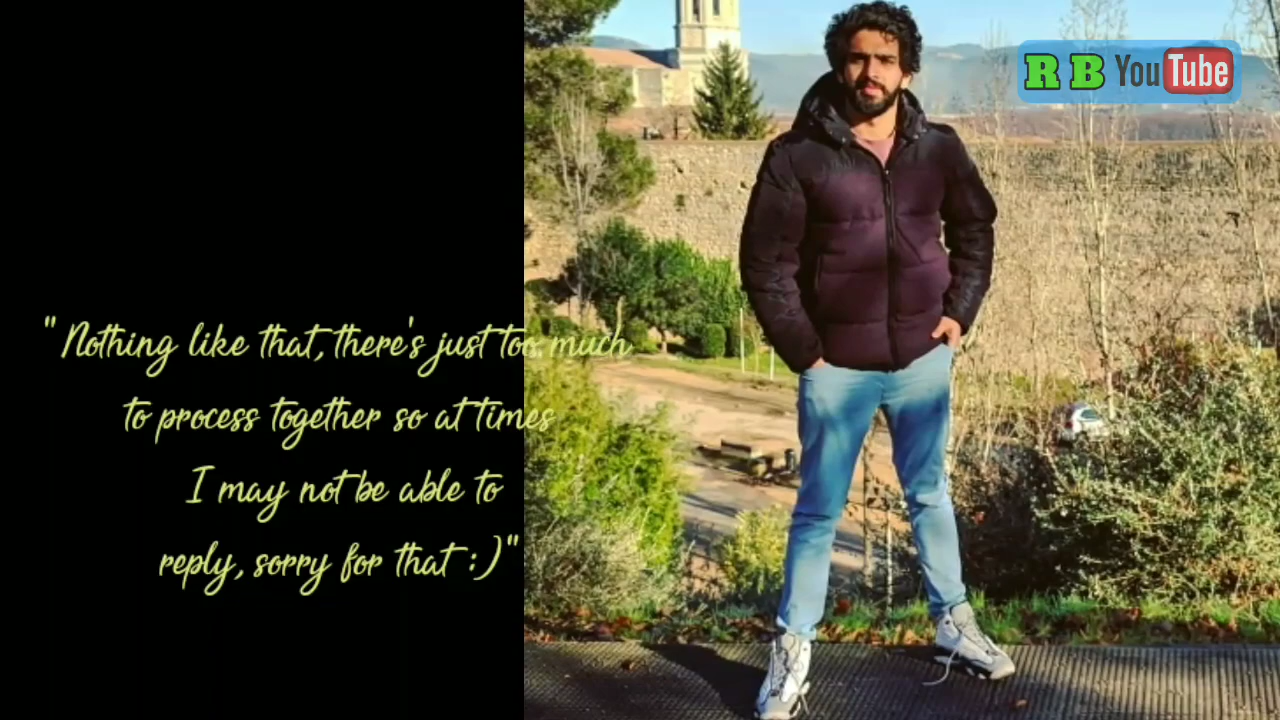 RB YouTube
"Nothing like that, there's just too much
to process together so at times
I may not be able to
reply, sorry for that :)"